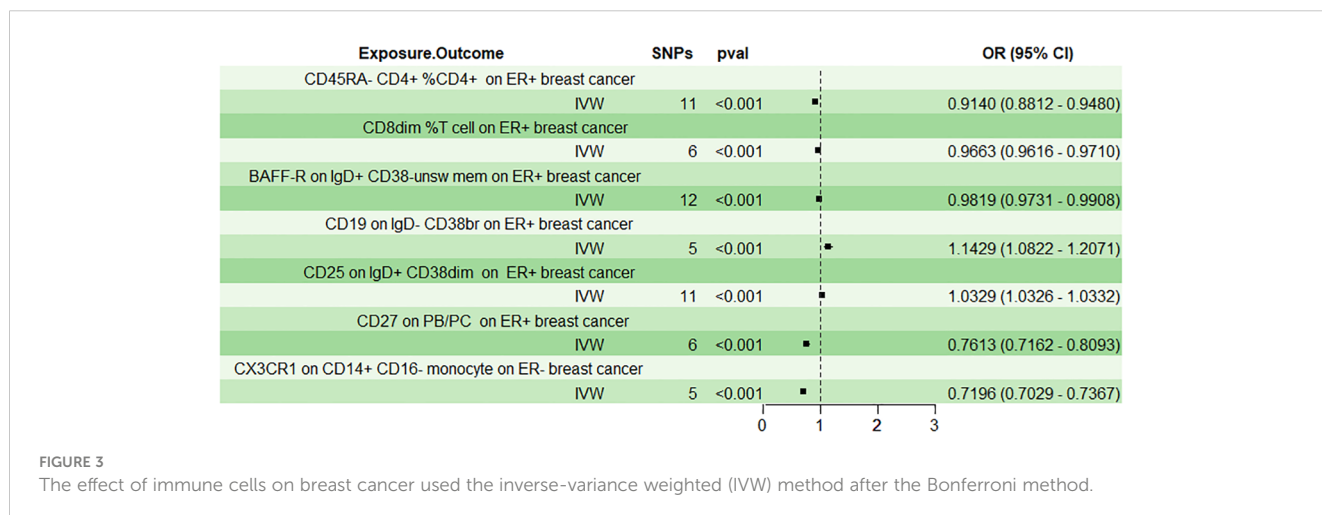 Exposure.Outcome SNPs pval OR (95% CI)
CD45RA- CD4+ %CD4+ on ER+ breast cancer
IVW 11 <0.001 0.9140 (0.8812 - 0.9480)
CD8dim %T cell on ER+ breast cancer
IVW 6 <0.001 0.9663 (0.9616 - 0.9710)
BAFF-R on IgD+ CD38-unsw mem on ER+ breast cancer
IVW 12 <0.001 0.9819 (0.9731 - 0.9908)
CD19 on IgD- CD38br on ER+ breast cancer
IVW 5 <0.001 1.1429 (1.0822 - 1.2071)
CD25 on IgD+ CD38dim on ER+ breast cancer
IVW 11 <0.001 1.0329 (1.0326 - 1.0332)
CD27 on PB/PC on ER+ breast cancer
IVW 6 <0.001 0.7613 (0.7162 - 0.8093)
CX3CR1 on CD14+ CD16- monocyte on ER- breast cancer
IVW 5 <0.001 0.7196 (0.7029 - 0.7367)
0 1 2 3
FIGURE 3
The effect of immune cells on breast cancer used the inverse-variance weighted (IVW) method after the Bonferroni method.